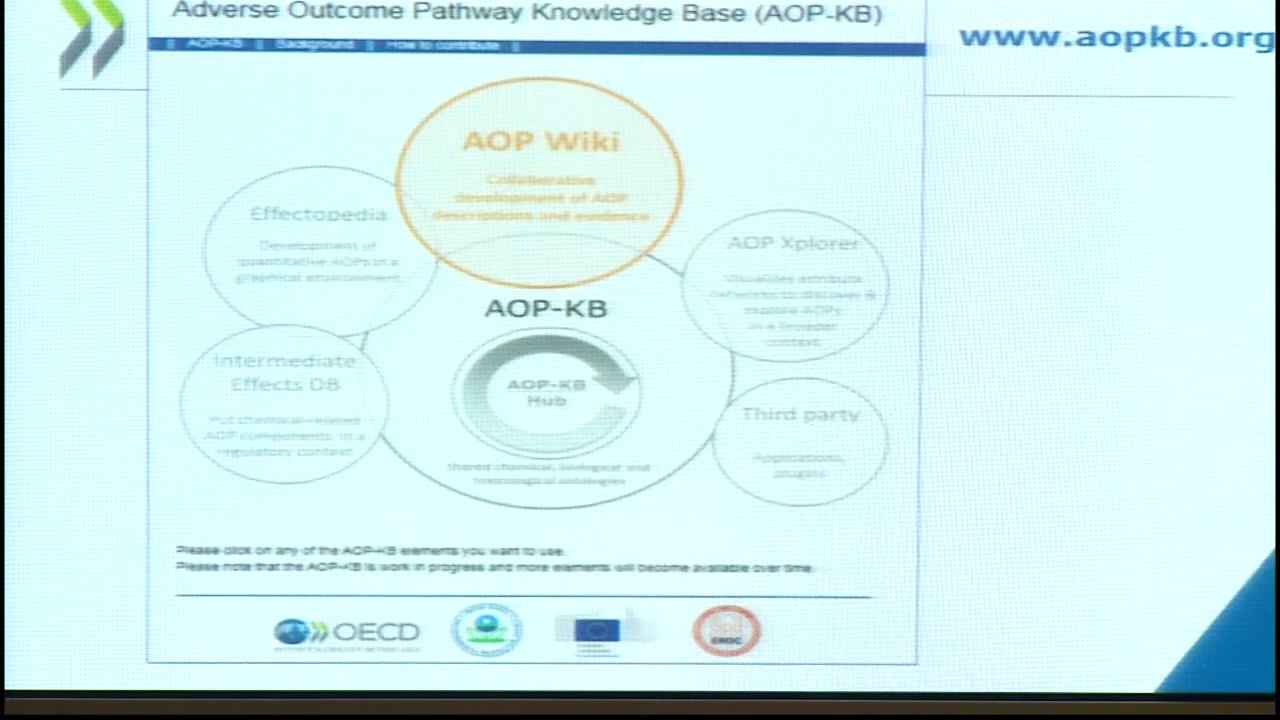 Adverse Outcome Pathway Knowledge Base (AOP-KB)
www.aopkb.org
AOP-KB Background How to contribute
AOP Wiki
Collaborative
development of AOP
descriptions and evidence
Effectopedia
Development of
quantitative AOPs in a
graphical environment
AOP Xplorer
Visualizes attribute
networks to discover &
explore AOPs
in a broader
context
AOP-KB
AOP-KB
Hub
Shared chemical, biological and
toxicological ontologies
Intermediate
Effects DB
Put chemical-related
AOP components in a
regulatory context
Third party
Applications,
plugins
Please click on any of the AOP-KB elements you want to use.
Please note that the AOP-KB is work in progress and more elements will become available over time.
OECD